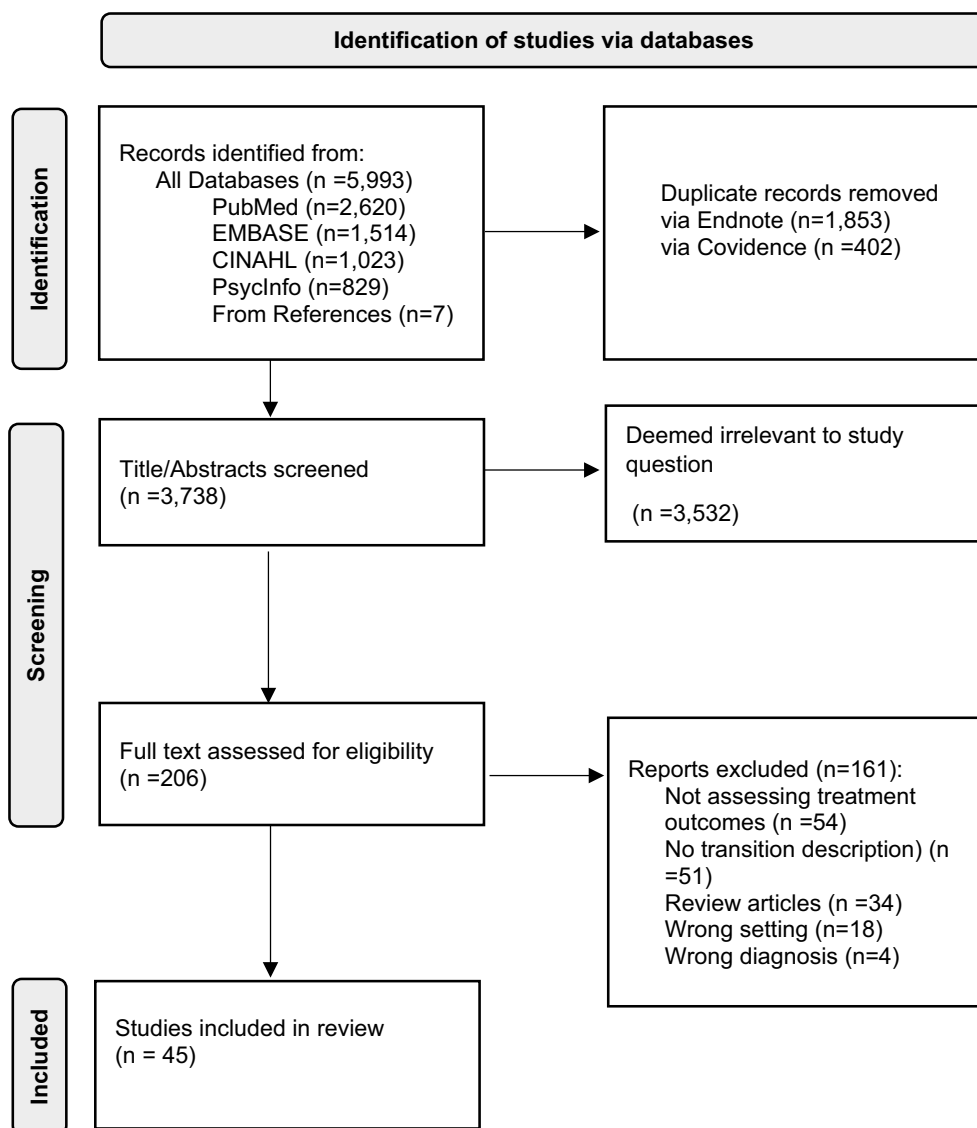 Identification of studies via databases
Identification
Records identified from:
All Databases (n =5,993)
PubMed (n=2,620)
EMBASE (n=1,514)
CINAHL (n=1,023)
PsycInfo (n=829)
From References (n=7)
Duplicate records removed
via Endnote (n=1,853)
via Covidence (n =402)
Screening
Title/Abstracts screened
(n =3,738)
Deemed irrelevant to study
question
(n =3,532)
Full text assessed for eligibility
(n =206)
Reports excluded (n=161):
Not assessing treatment
outcomes (n =54)
No transition description) (n
=51)
Review articles (n =34)
Wrong setting (n=18)
Wrong diagnosis (n=4)
Included
Studies included in review
(n = 45)